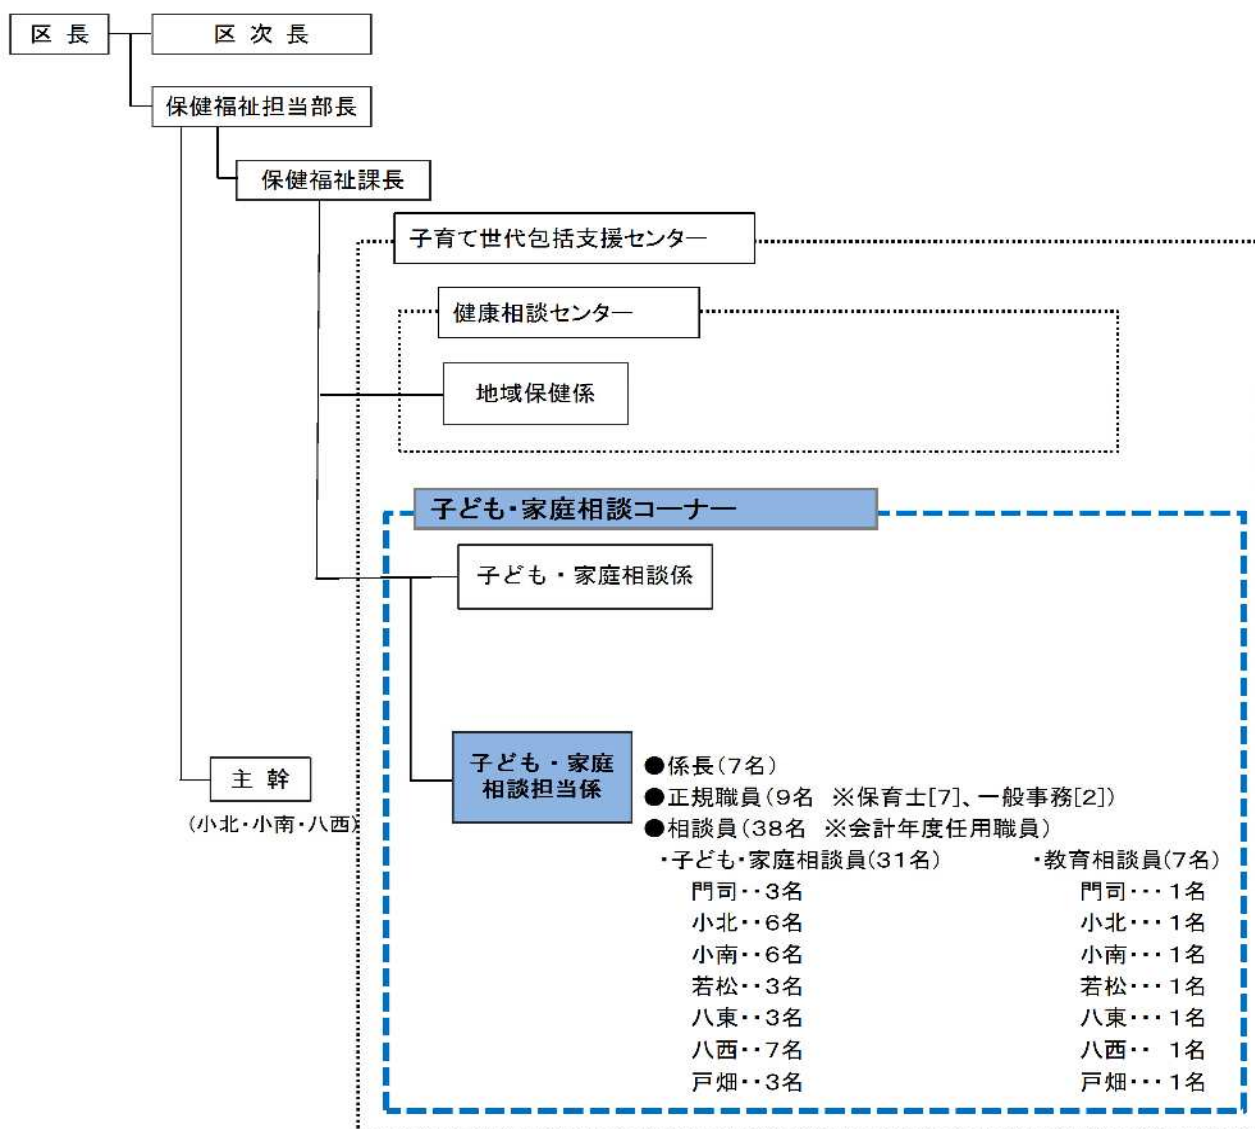 区 長
区 次 長
保健福祉担当部長
保健福祉課長
子育て世代包括支援センター
健康相談センター
地域保健係
子ども・家庭相談コーナー
子ども・家庭相談係
子ども・家庭
相談担当係
主 幹
(小北・小南・八西)
●係長(7名)
●正規職員(9名 ※保育士[7]、一般事務[2])
●相談員(38名 ※会計年度任用職員)
・子ども・家庭相談員(31名) ・教育相談員(7名)
門司‥3名 門司…1名
小北‥6名 小北…1名
小南‥6名 小南…1名
若松‥3名 若松…1名
八東‥3名 八東…1名
八西‥7名 八西‥ 1名
戸畑‥3名 戸畑…1名